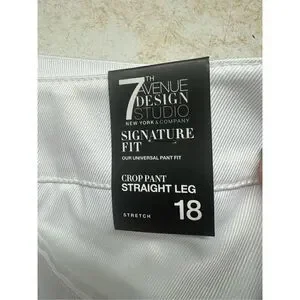 7TH
AVENUE
DESIGN
STUDIO
NEW YORK & COMPANY
SIGNATURE
FIT
OUR UNIVERSAL PANT FIT
CROP PANT
STRAIGHT LEG
18
STRETCH